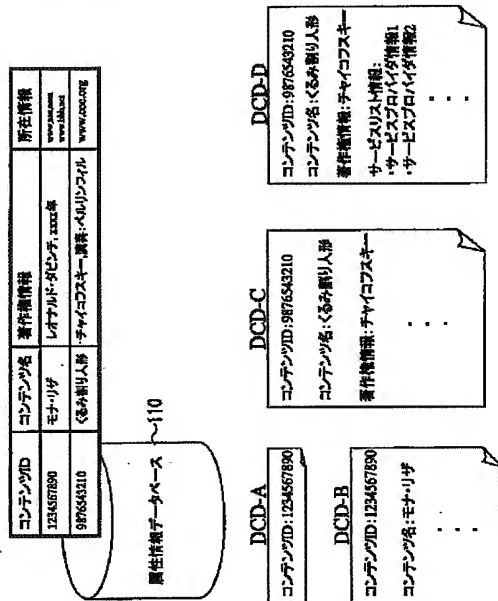 コンテンツID コンテンツ名 著作権情報 所在情報
1234567890 モナ・リザ レオナルド・ダビンチ, xxxx年
9876543210 くるみ割り人形 チャイコフスキー, 演奏:ベルリンフィル www.ooo.org
属性情報データベース ~110
DCD-A
コンテンツID:1234567890
DCD-B
コンテンツID:1234567890
コンテンツ名:モナ・リザ
DCD-C
コンテンツID:9876543210
コンテンツ名:くるみ割り人形
著作権情報:チャイコフスキー
DCD-D
コンテンツID:9876543210
コンテンツ名:くるみ割り人形
著作権情報:チャイコフスキー
サービスリスト情報:
・サービスプロバイダ情報1
・サービスプロバイダ情報2